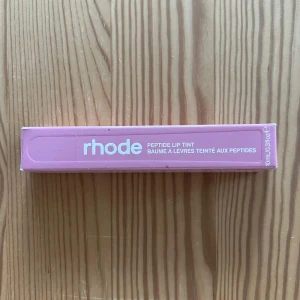 rhode
PEPTIDE LIP TINT
BAUME À LÈVRES TEINTÉ AUX PEPTIDES